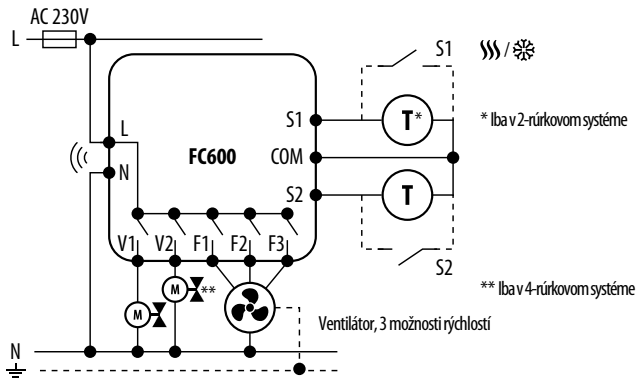 AC 230V
L
S1
/
L
S1
T*
* Iba v 2-rúrkovom systéme
FC600
COM
N
S2
T
V1 V2 F1 F2 F3
S2
M
**
** Iba v 4-rúrkovom systéme
M
Ventilátor, 3 možnosti rýchlostí
N